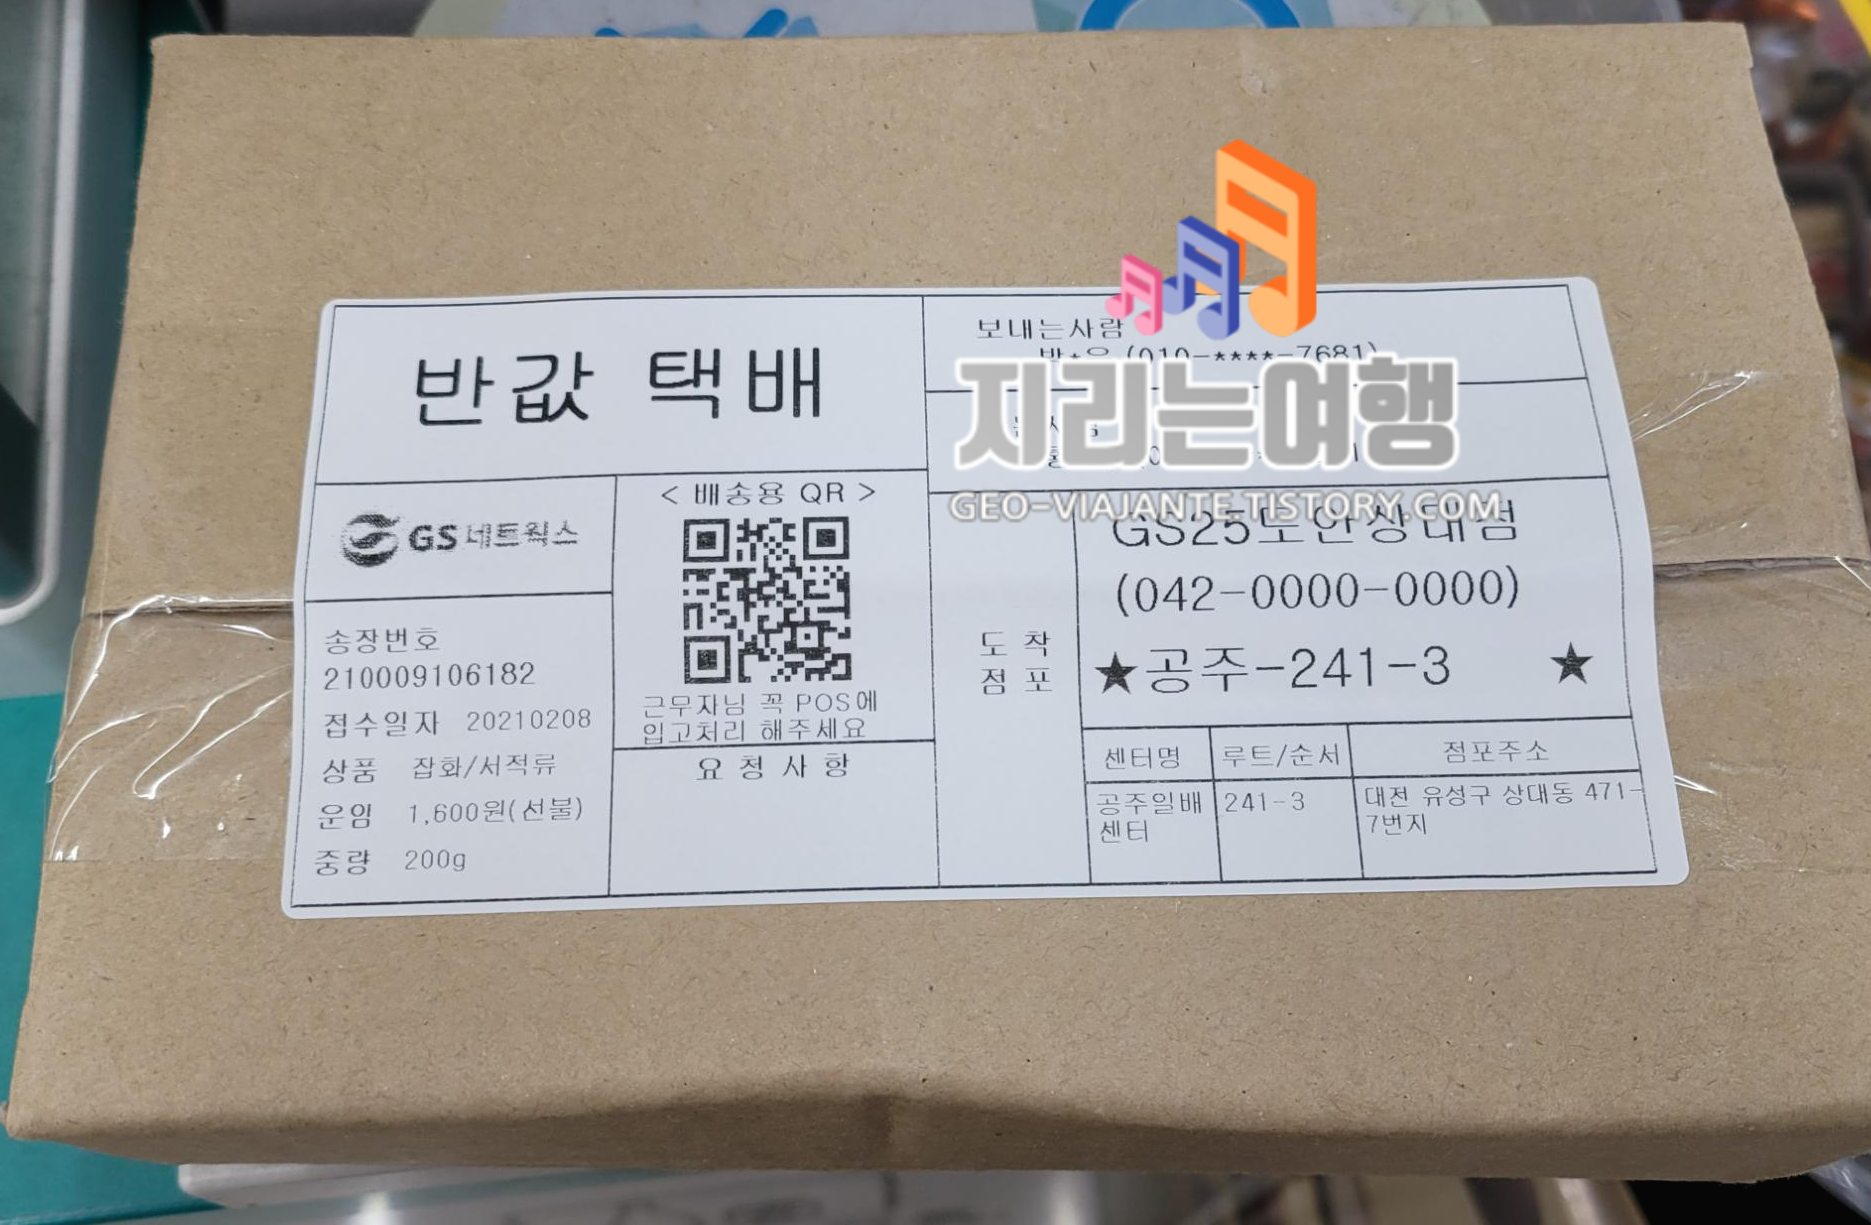 반값 택배
보내는사람
(010-****-7681)
GS네트웍스
< 배송용 QR >
지리는여행
GEO-VIAJANTE.TISTORY.COM
GS25도안상대점
(042-0000-0000)
송장번호
210009106182
접수일자 20210208
상품 잡화/서적류
운임 1,600원(선불)
중량 200g
근무자님 꼭 POS에
입고처리 해주세요
요청사항
도착
점포
★공주-241-3 ★
센터명 루트/순서 점포주소
공주일배
센터
241-3
대전 유성구 상대동 471-
7번지